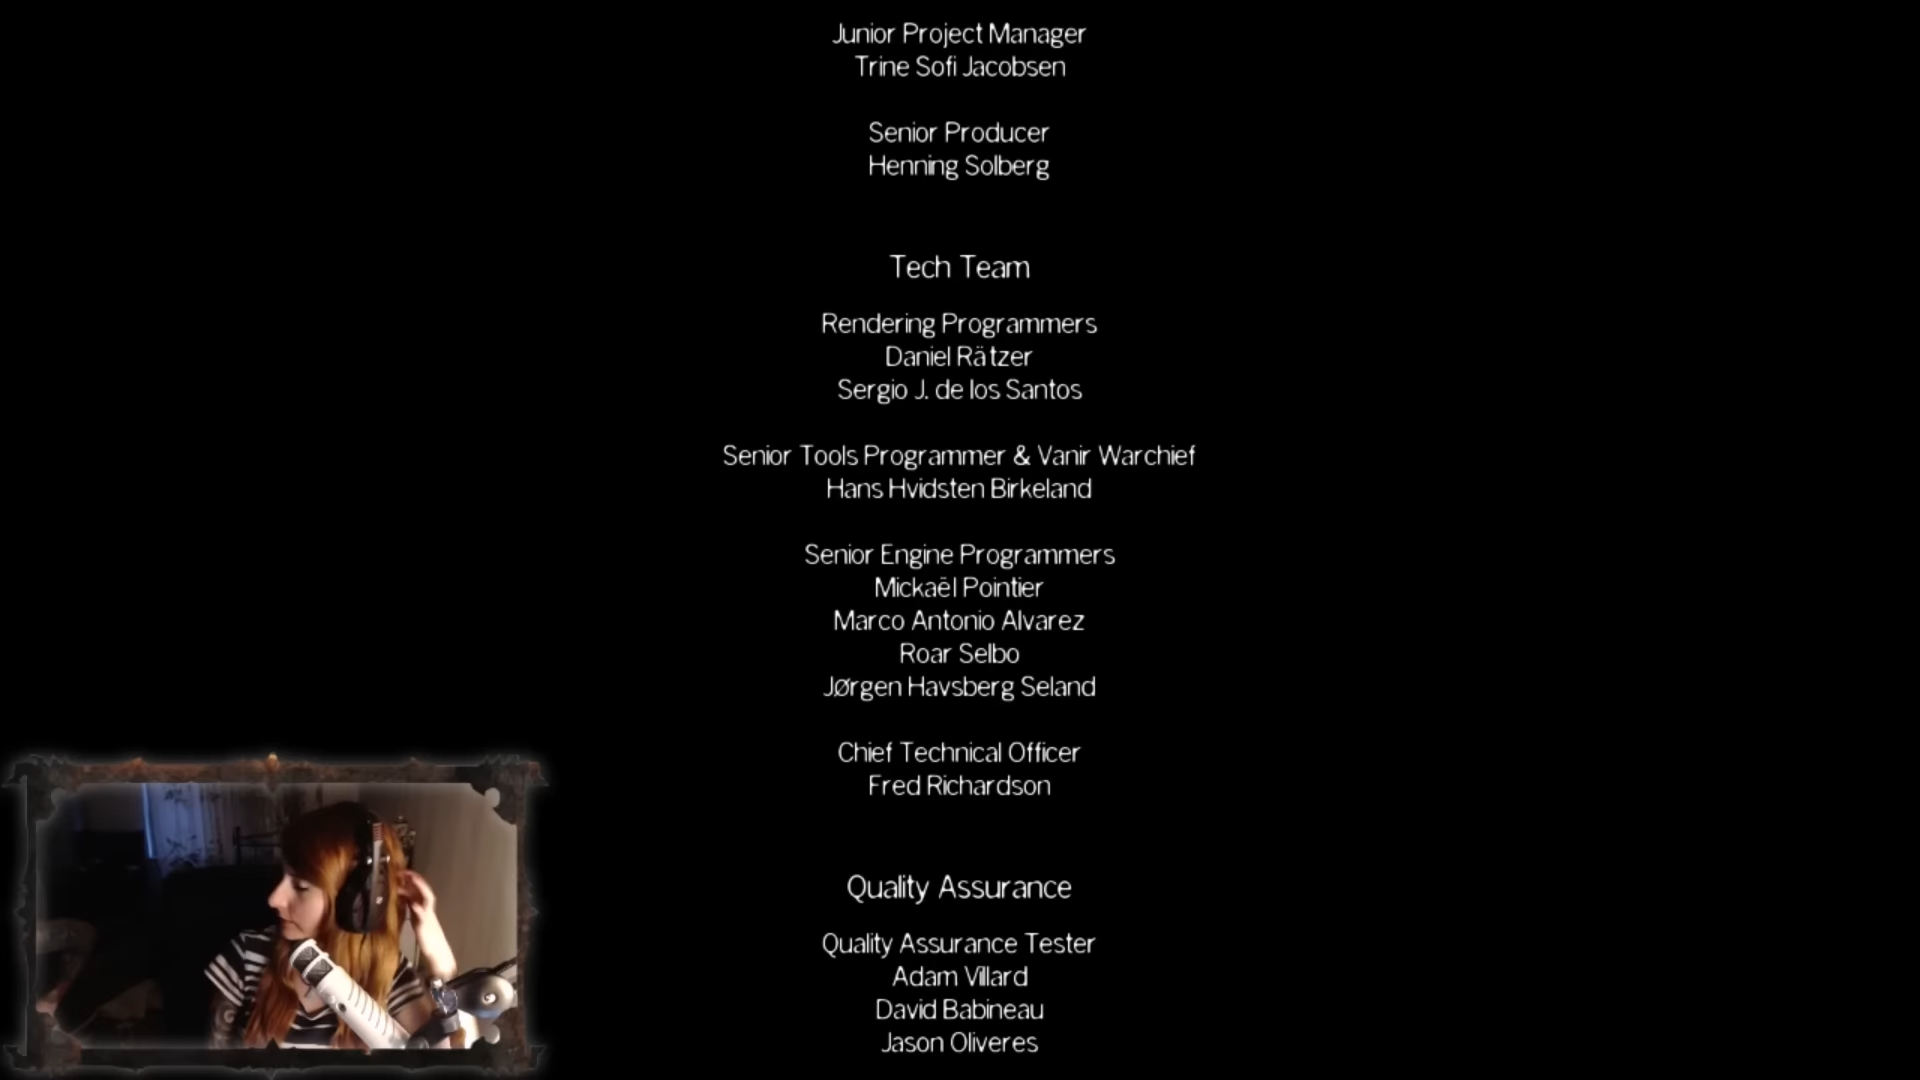 Junior Project Manager
Trine Sofi Jacobsen
Senior Producer
Henning Solberg
Tech Team
Rendering Programmers
Daniel Rätzer
Sergio J. de los Santos
Senior Tools Programmer & Vanir Warchief
Hans Hvidsten Birkeland
Senior Engine Programmers
Mickaël Pointier
Marco Antonio Alvarez
Roar Selbo
Jørgen Havsberg Seland
Chief Technical Officer
Fred Richardson
Quality Assurance
Quality Assurance Tester
Adam Villard
David Babineau
Jason Oliveres